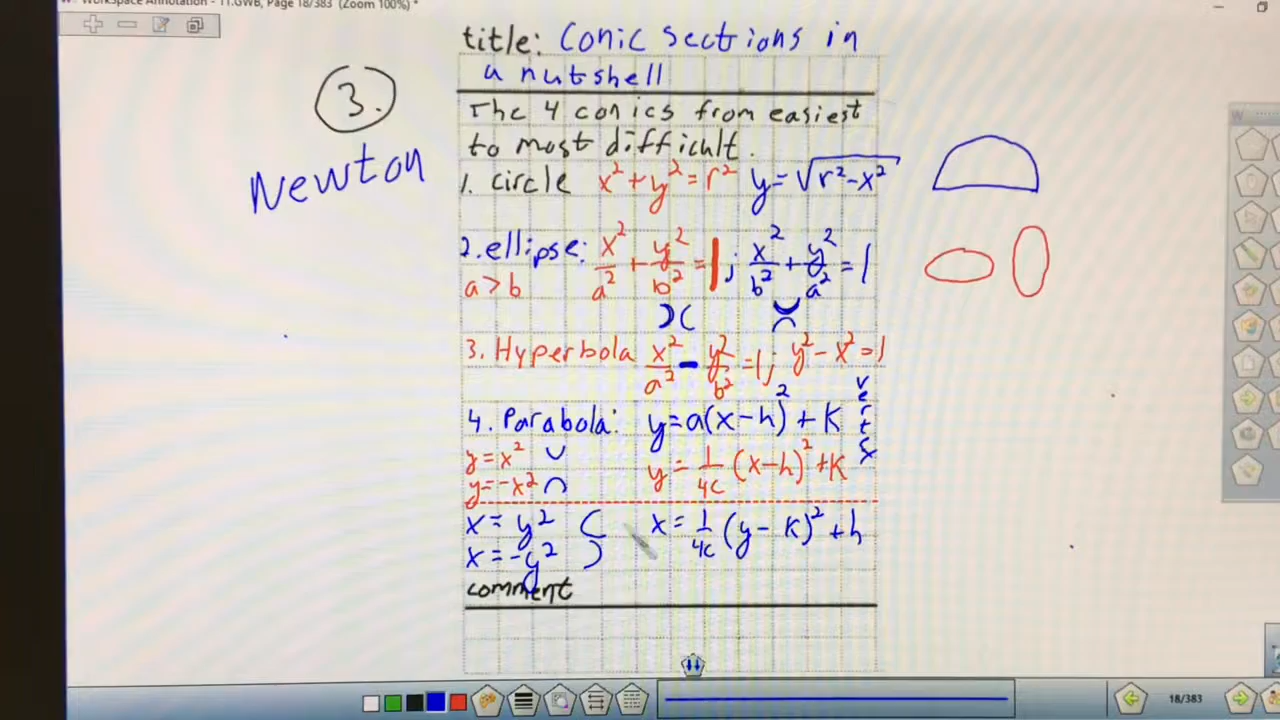 WorkSpace Annotation - 11.GWB, Page 18/383 (Zoom 100%) *
title: Conic sections in
a nutshell
3.
Newton
The 4 conics from easiest
to most difficult.
1. circle x²+y²=r² y=√r²-x²
2. ellipse: x²/a² + y²/b² = 1; x²/b² + y²/a² = 1
a > b
3. Hyperbola x²/a² - y²/b² = 1; y²-x²=1
4. Parabola: y=a(x-h)²+K
vertex
y=x²
y = 1/4c (x-h)²+K
y=-x²
x=y² x = 1/4c (y-K)²+h
x=-y²
comment
18/383